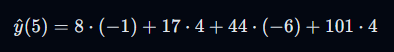 ŷ(5) = 8 · (−1) + 17 · 4 + 44 · (−6) + 101 · 4